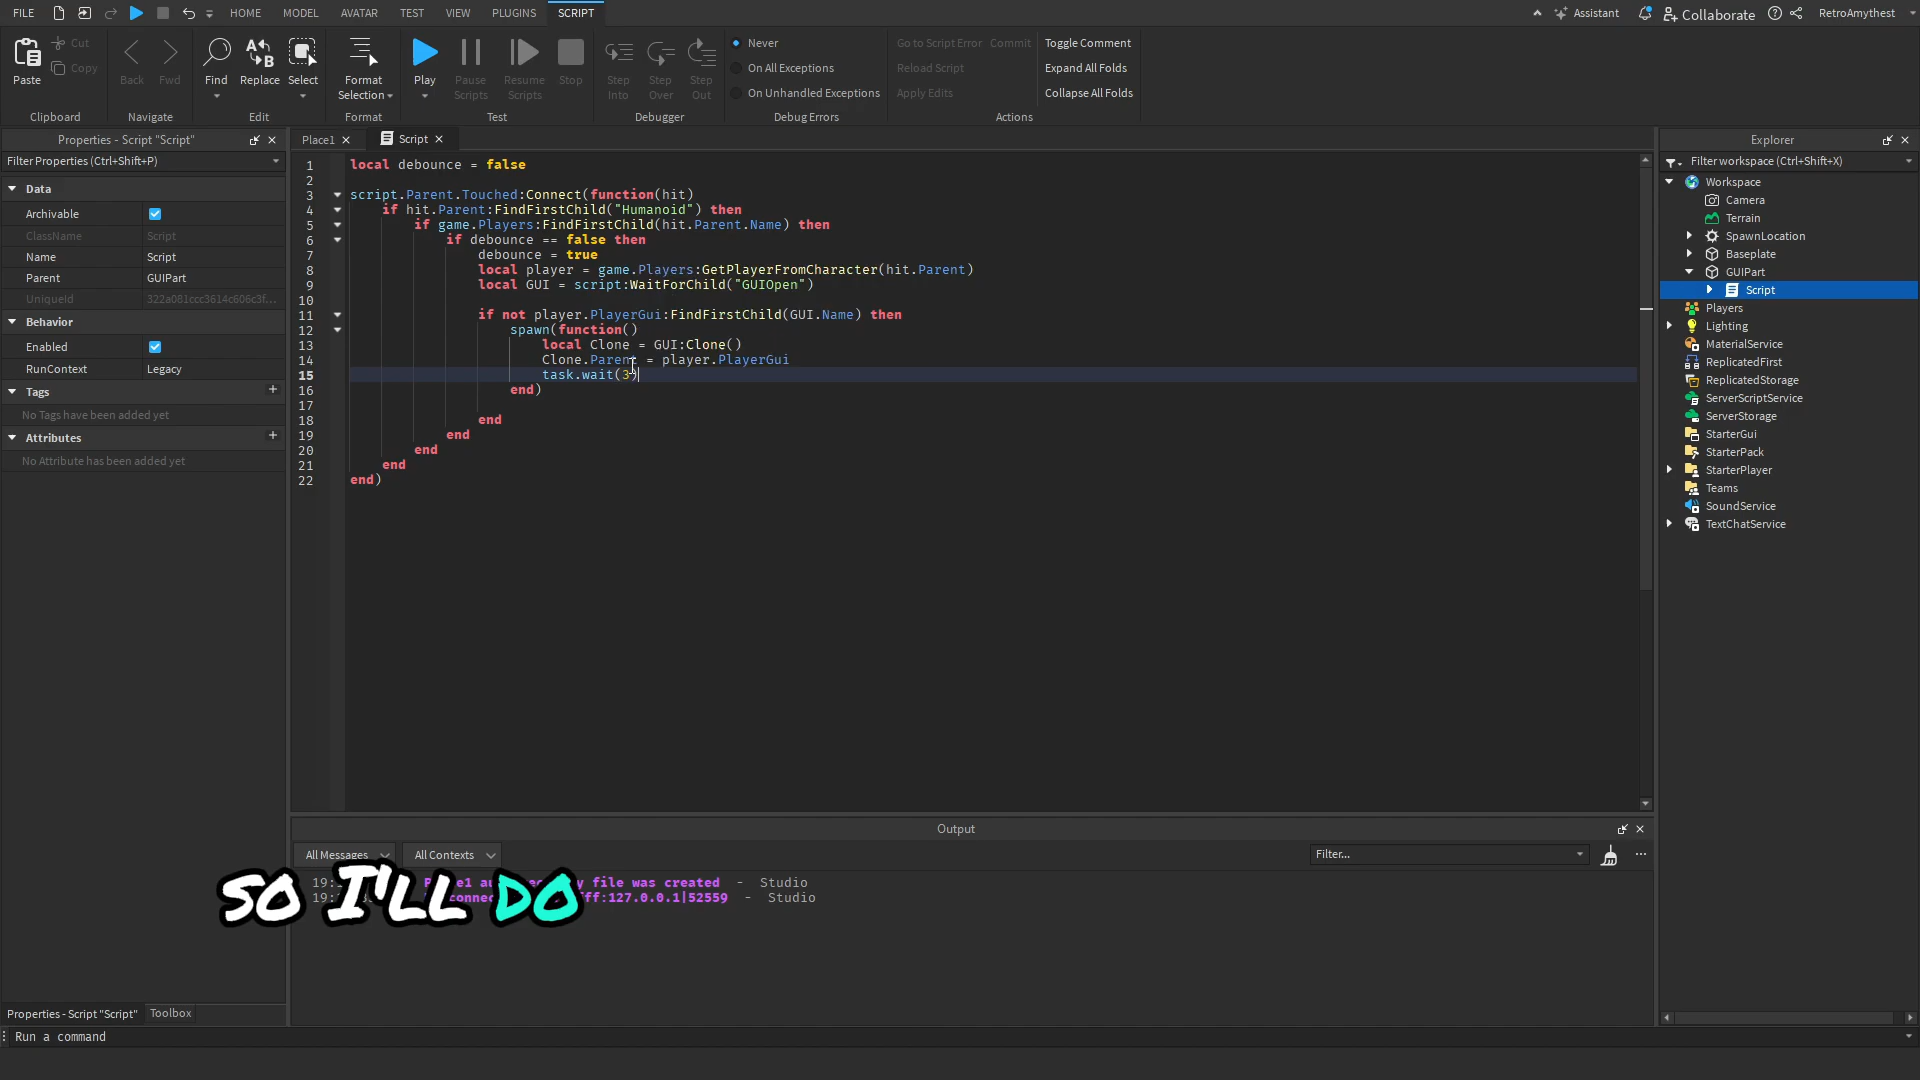 FILE
HOME
MODEL
AVATAR
TEST
VIEW
PLUGINS
SCRIPT
Assistant
Collaborate
RetroAmythest
Paste
Cut
Copy
Clipboard
Back
Fwd
Navigate
Find
Replace
Select
Edit
Format
Selection
Format
Play
Pause
Scripts
Resume
Scripts
Stop
Test
Step
Into
Step
Over
Step
Out
Debugger
Never
On All Exceptions
On Unhandled Exceptions
Debug Errors
Go to Script Error
Commit
Reload Script
Apply Edits
Toggle Comment
Expand All Folds
Collapse All Folds
Actions
Properties - Script "Script"
Filter Properties (Ctrl+Shift+P)
Data
Archivable
ClassName Script
Name Script
Parent GUIPart
UniqueId 322a081ccc3614c606c3f...
Behavior
Enabled
RunContext Legacy
Tags
No Tags have been added yet
Attributes
No Attribute has been added yet
Properties - Script "Script"
Toolbox
Run a command
Place1
Script
1 local debounce = false
2
3 script.Parent.Touched:Connect(function(hit)
4 if hit.Parent:FindFirstChild("Humanoid") then
5 if game.Players:FindFirstChild(hit.Parent.Name) then
6 if debounce == false then
7 debounce = true
8 local player = game.Players:GetPlayerFromCharacter(hit.Parent)
9 local GUI = script:WaitForChild("GUIOpen")
10
11 if not player.PlayerGui:FindFirstChild(GUI.Name) then
12 spawn(function()
13 local Clone = GUI:Clone()
14 Clone.Parent = player.PlayerGui
15 task.wait(3)
16 end)
17
18 end
19 end
20 end
21 end
22 end)
Output
All Messages
All Contexts
Filter...
file was created - Studio
127.0.0.1|52559 - Studio
SO I'LL DO
Explorer
Filter workspace (Ctrl+Shift+X)
Workspace
Camera
Terrain
SpawnLocation
Baseplate
GUIPart
Script
Players
Lighting
MaterialService
ReplicatedFirst
ReplicatedStorage
ServerScriptService
ServerStorage
StarterGui
StarterPack
StarterPlayer
Teams
SoundService
TextChatService